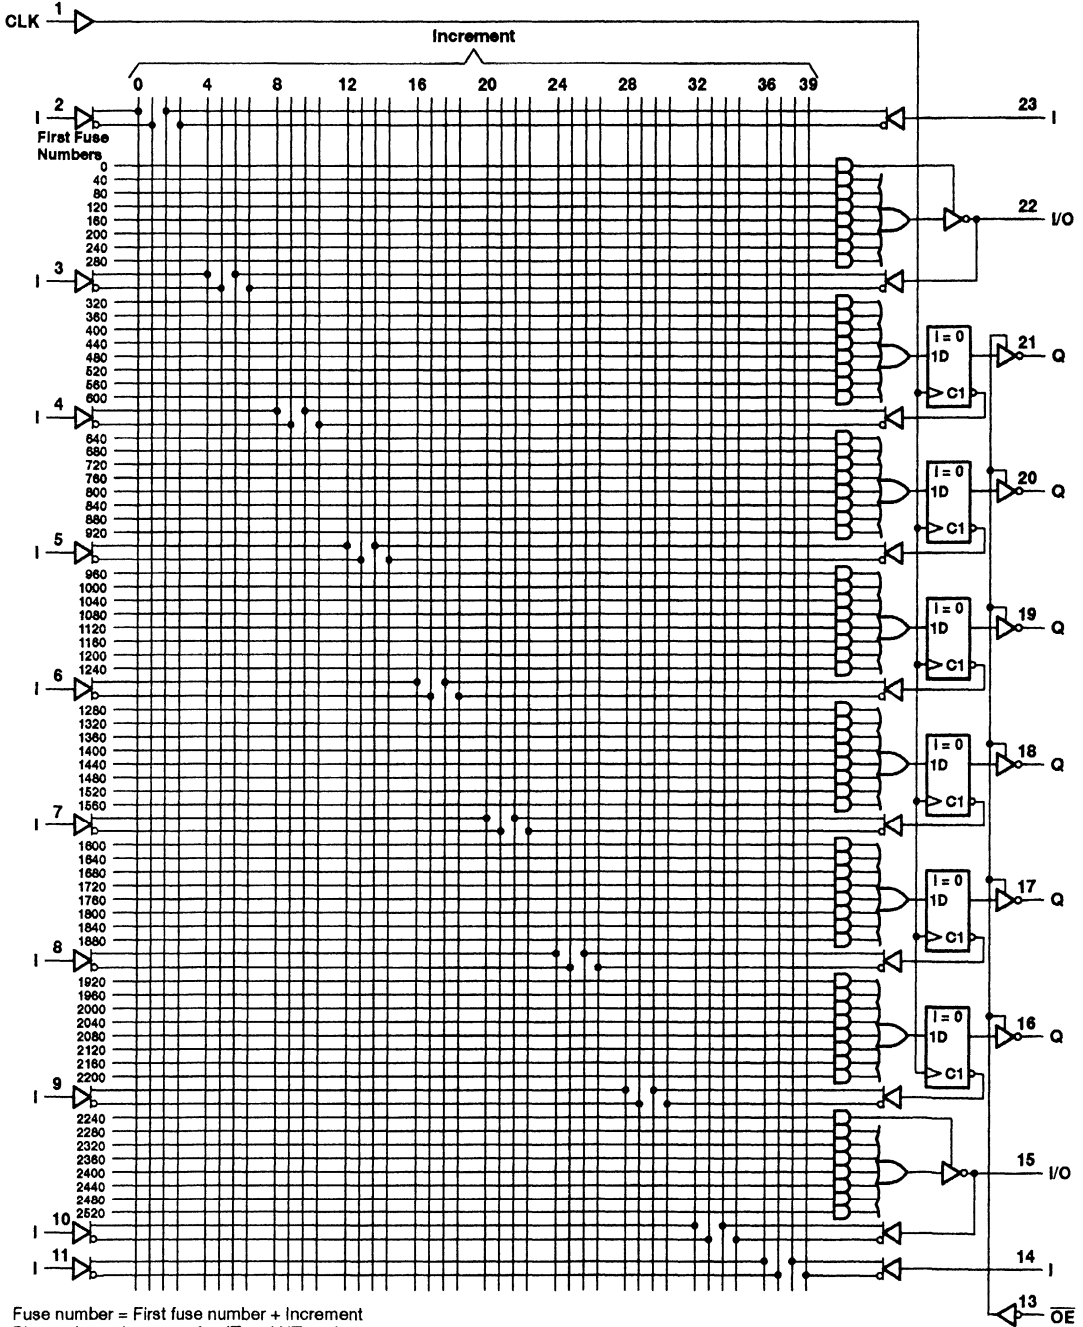 CLK 1
Increment
0 4 8 12 16 20 24 28 32 36 39
I 2
23 I
First Fuse
Numbers
0
40
80
120
160
200
240
280
22 I/O
I 3
320
360
400
440
480
520
560
600
I = 0
1D
C1
21 Q
I 4
640
680
720
760
800
840
880
920
I = 0
1D
C1
20 Q
I 5
960
1000
1040
1080
1120
1160
1200
1240
I = 0
1D
C1
19 Q
I 6
1280
1320
1360
1400
1440
1480
1520
1560
I = 0
1D
C1
18 Q
I 7
1600
1640
1680
1720
1760
1800
1840
1880
I = 0
1D
C1
17 Q
I 8
1920
1960
2000
2040
2080
2120
2160
2200
I = 0
1D
C1
16 Q
I 9
2240
2280
2320
2360
2400
2440
2480
2520
15 I/O
I 10
I 11
14 I
13 OE
Fuse number = First fuse number + Increment